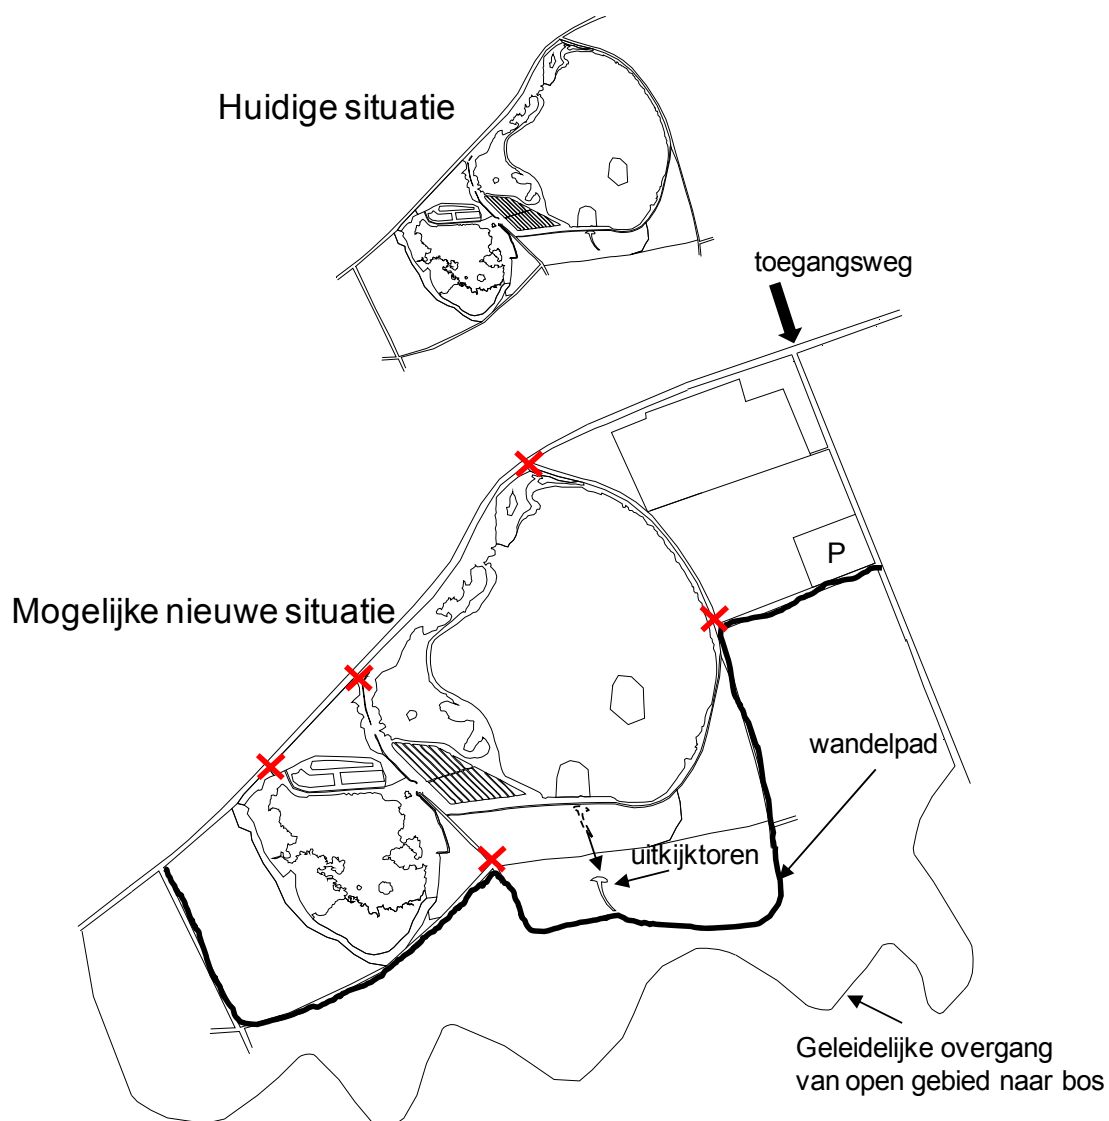 Huidige situatie
toegangsweg
P
Mogelijke nieuwe situatie
wandelpad
uitkijktoren
Geleidelijke overgang
van open gebied naar bos